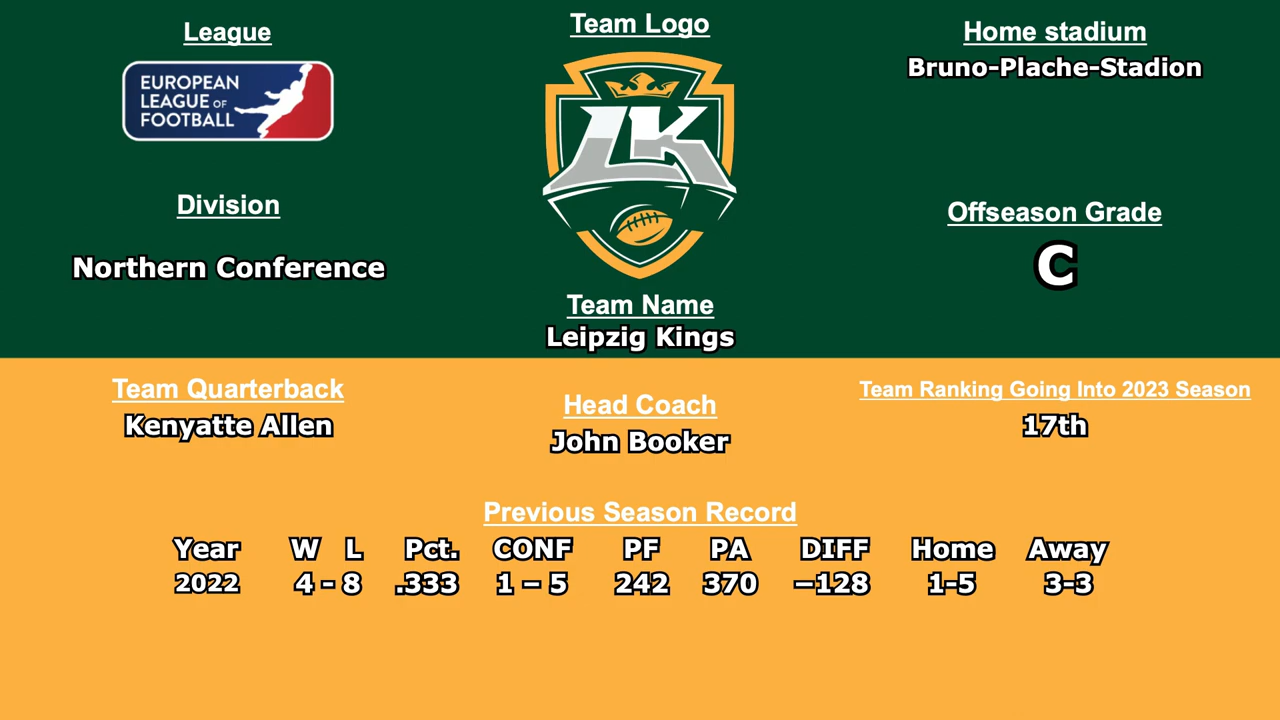 League
EUROPEAN
LEAGUE OF
FOOTBALL
Division
Northern Conference
Team Logo
LK
Team Name
Leipzig Kings
Home stadium
Bruno-Plache-Stadion
Offseason Grade
C
Team Quarterback
Kenyatte Allen
Head Coach
John Booker
Team Ranking Going Into 2023 Season
17th
Previous Season Record
Year W L Pct. CONF PF PA DIFF Home Away
2022 4 - 8 .333 1 – 5 242 370 −128 1-5 3-3